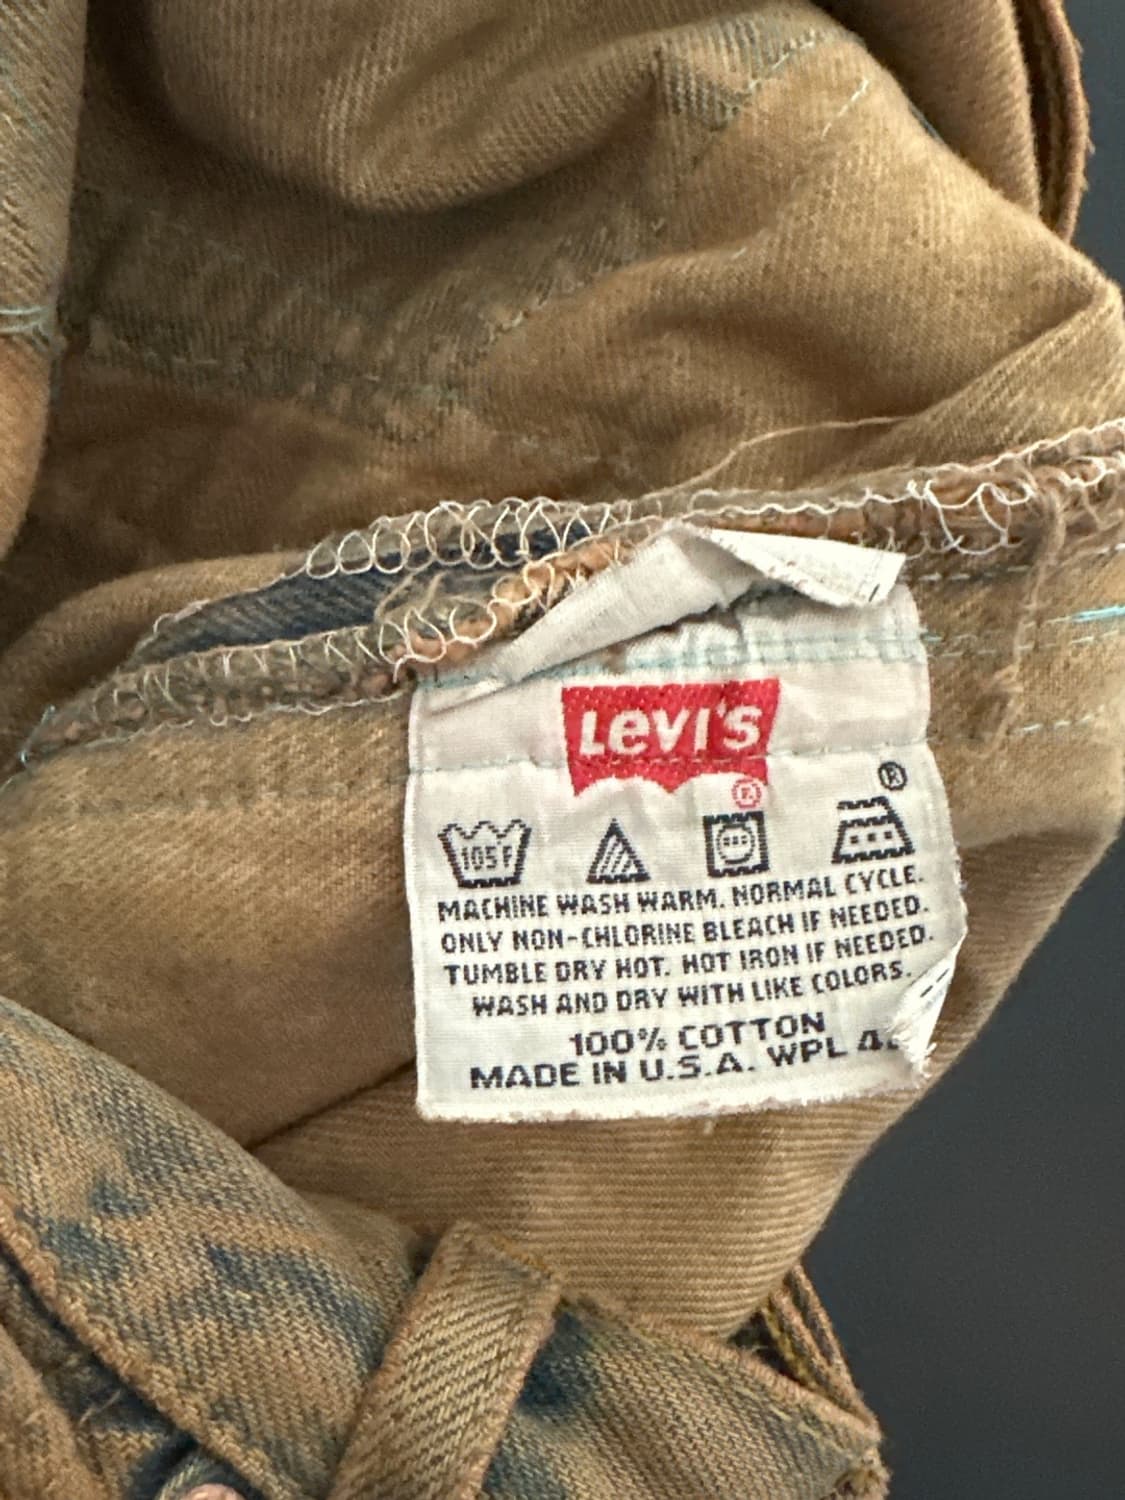 Levi's
®
®
105F
MACHINE WASH WARM. NORMAL CYCLE.
ONLY NON-CHLORINE BLEACH IF NEEDED.
TUMBLE DRY HOT. HOT IRON IF NEEDED.
WASH AND DRY WITH LIKE COLORS.
100% COTTON
MADE IN U.S.A. WPL